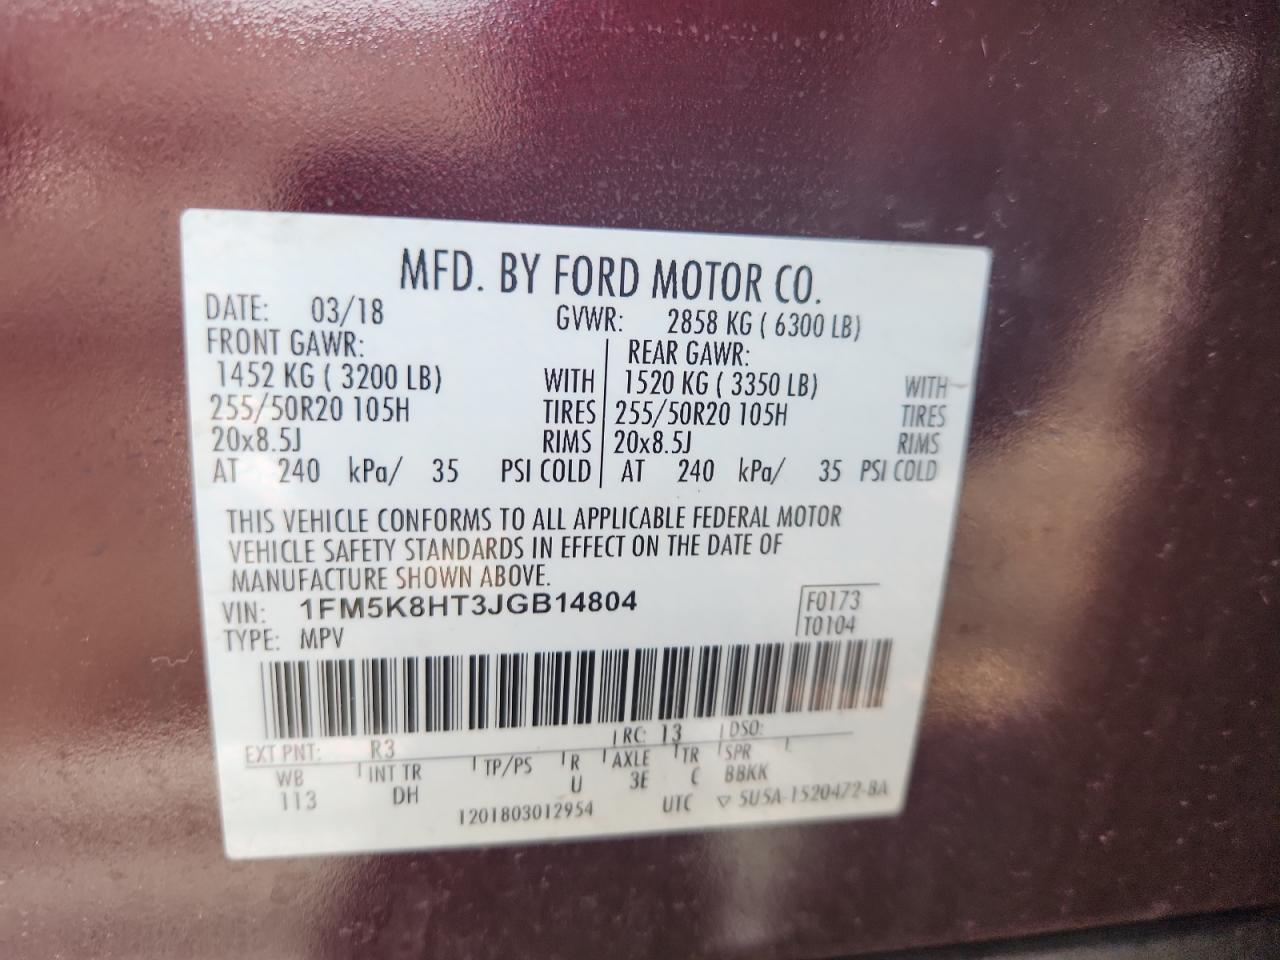 MFD. BY FORD MOTOR CO.
DATE: 03/18 GVWR: 2858 KG ( 6300 LB)
FRONT GAWR: REAR GAWR:
1452 KG ( 3200 LB) WITH 1520 KG ( 3350 LB) WITH
255/50R20 105H TIRES 255/50R20 105H TIRES
20x8.5J RIMS 20x8.5J RIMS
AT 240 kPa/ 35 PSI COLD AT 240 kPa/ 35 PSI COLD
THIS VEHICLE CONFORMS TO ALL APPLICABLE FEDERAL MOTOR
VEHICLE SAFETY STANDARDS IN EFFECT ON THE DATE OF
MANUFACTURE SHOWN ABOVE.
VIN: 1FM5K8HT3JGB14804 F0173
TYPE: MPV T0104
EXT PNT: R3 RC: 13 DSO:
WB INT TR TP/PS R AXLE TR SPR
113 DH U 3E C BBKK
1201803012954 UTC ▽ 5U5A-1520472-BA